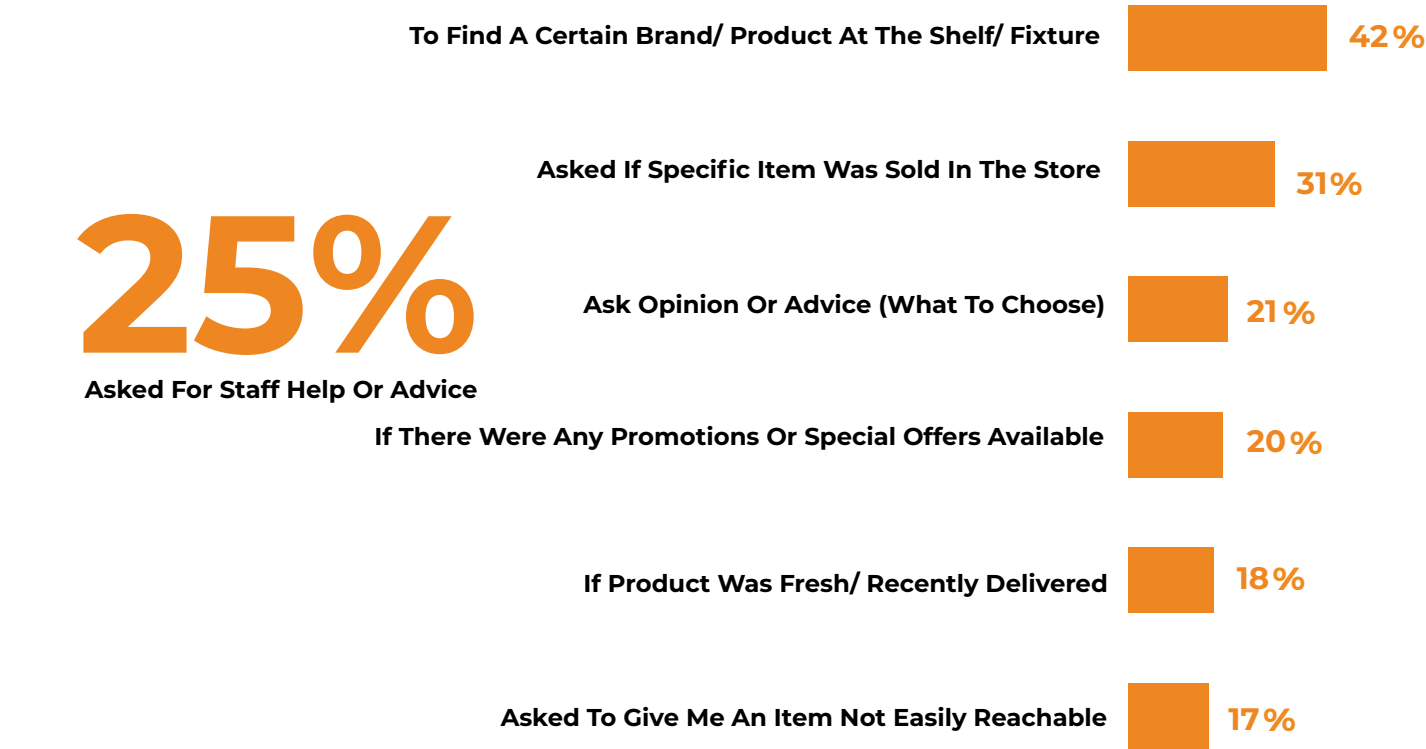 To Find A Certain Brand/ Product At The Shelf/ Fixture
42%
Asked If Specific Item Was Sold In The Store
31%
25%
Asked For Staff Help Or Advice
Ask Opinion Or Advice (What To Choose)
21%
If There Were Any Promotions Or Special Offers Available
20%
If Product Was Fresh/ Recently Delivered
18%
Asked To Give Me An Item Not Easily Reachable
17%